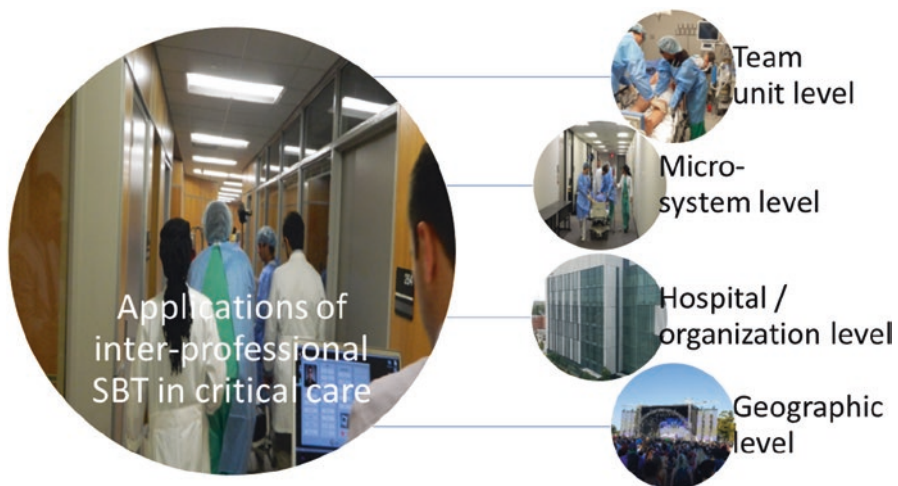 Applications of
inter-professional
SBT in critical care
Team
unit level
Micro-
system level
Hospital /
organization level
Geographic
level